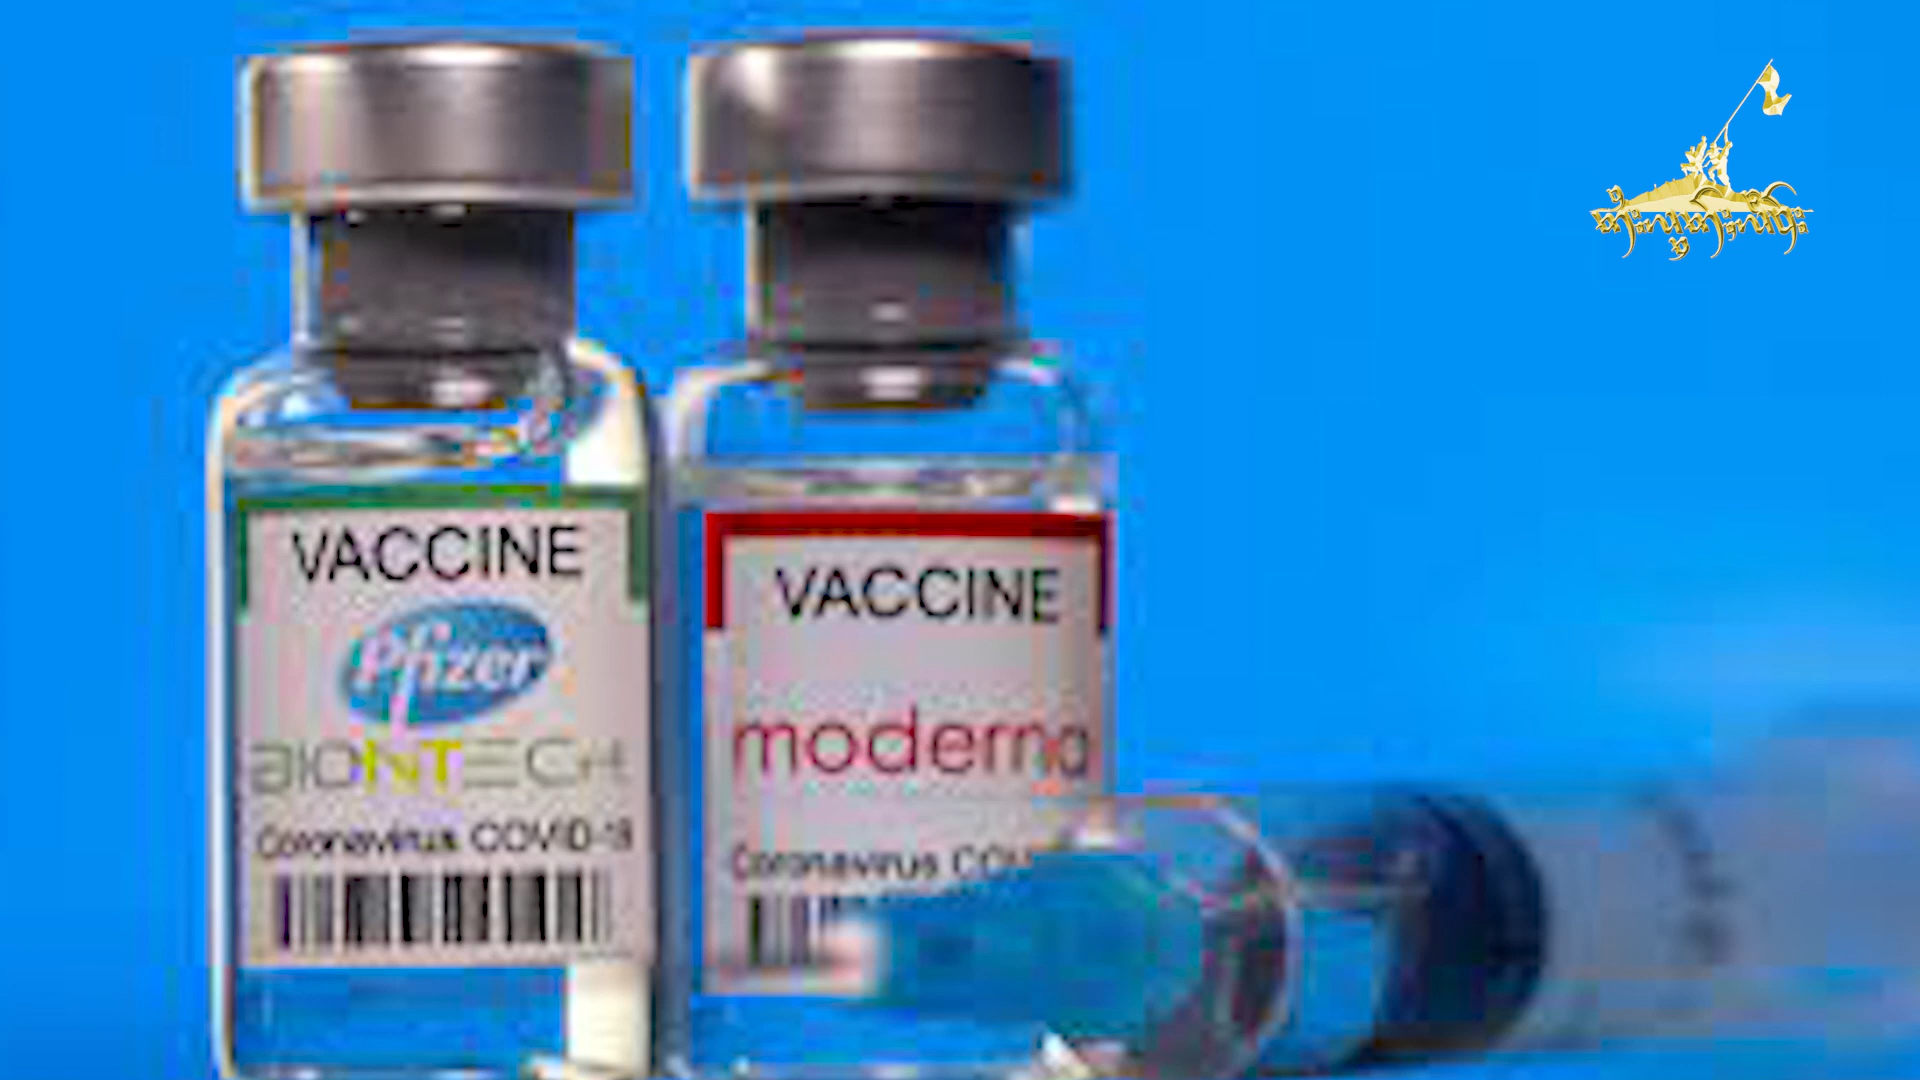 VACCINE
Pfizer
BIONTECH
Coronavirus COVID-19
VACCINE
moderna
Coronavirus